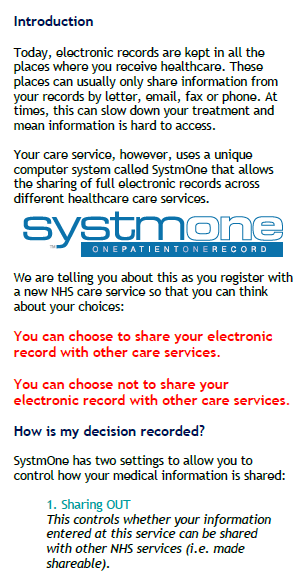 Introduction
Today, electronic records are kept in all the
places where you receive healthcare. These
places can usually only share information from
your records by letter, email, fax or phone. At
times, this can slow down your treatment and
mean information is hard to access.
Your care service, however, uses a unique
computer system called SystmOne that allows
the sharing of full electronic records across
different healthcare care services.
systmone
™ ONEPATIENTONERECORD
We are telling you about this as you register with
a new NHS care service so that you can think
about your choices:
You can choose to share your electronic
record with other care services.
You can choose not to share your
electronic record with other care services.
How is my decision recorded?
SystmOne has two settings to allow you to
control how your medical information is shared:
1. Sharing OUT
This controls whether your information
entered at this service can be shared
with other NHS services (i.e. made
shareable).